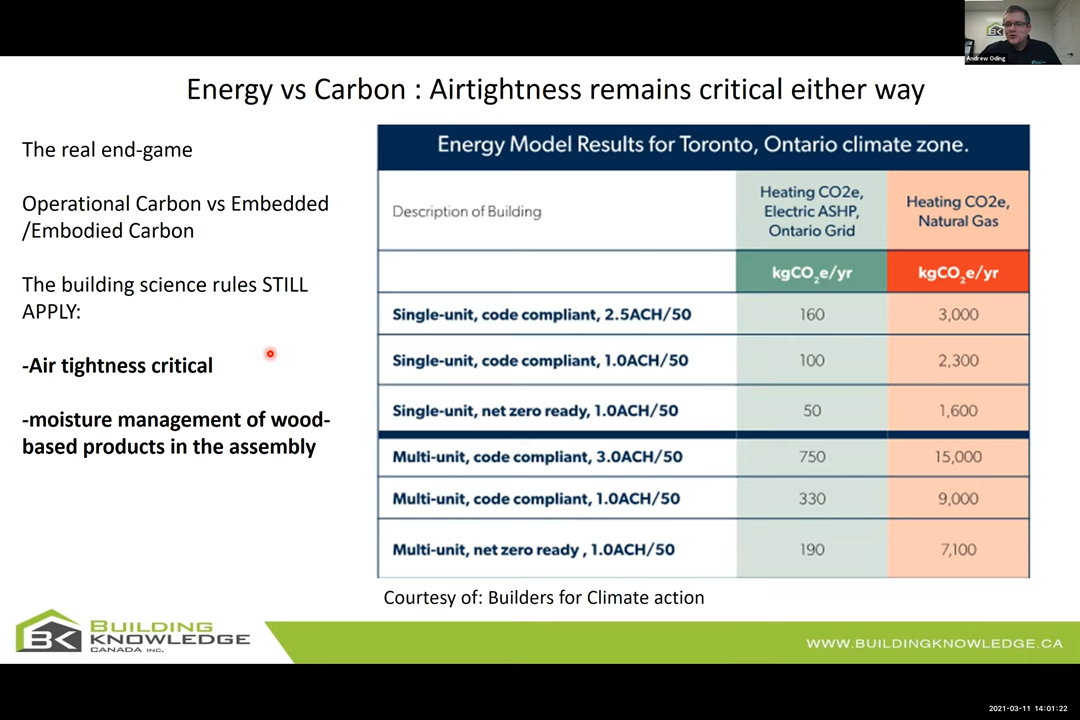 BK
Andrew Oding
Energy vs Carbon : Airtightness remains critical either way
The real end-game
Operational Carbon vs Embedded
/Embodied Carbon
The building science rules STILL
APPLY:
-Air tightness critical
-moisture management of wood-
based products in the assembly
Energy Model Results for Toronto, Ontario climate zone.
Description of Building
Heating CO2e,
Electric ASHP,
Ontario Grid
Heating CO2e,
Natural Gas
kgCO₂e/yr
kgCO₂e/yr
Single-unit, code compliant, 2.5ACH/50 160 3,000
Single-unit, code compliant, 1.0ACH/50 100 2,300
Single-unit, net zero ready, 1.0ACH/50 50 1,600
Multi-unit, code compliant, 3.0ACH/50 750 15,000
Multi-unit, code compliant, 1.0ACH/50 330 9,000
Multi-unit, net zero ready , 1.0ACH/50 190 7,100
Courtesy of: Builders for Climate action
BK
BUILDING
KNOWLEDGE
CANADA INC.
WWW.BUILDINGKNOWLEDGE.CA
2021-03-11 14:01:22